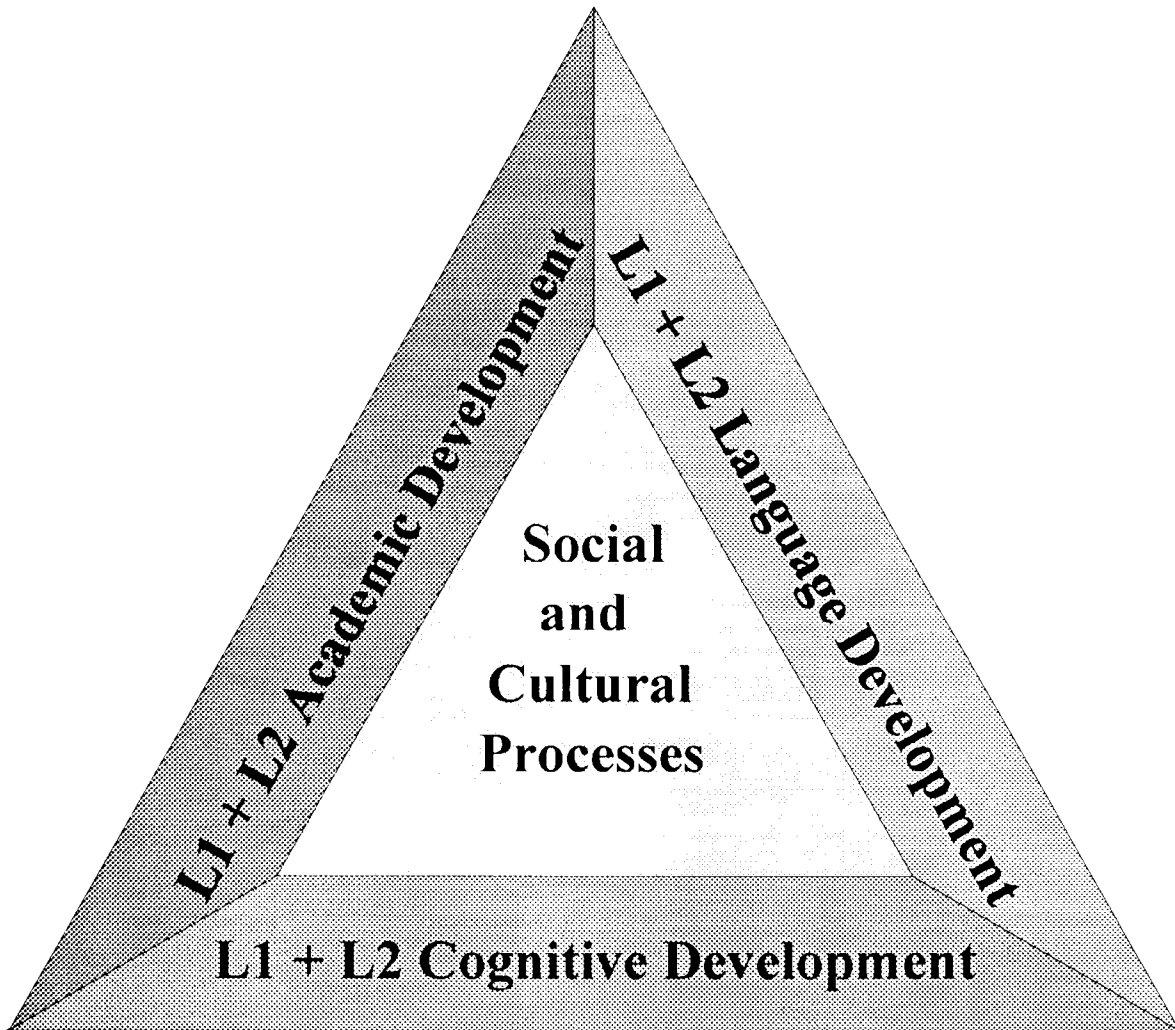 L1 + L2 Academic Development
L1 + L2 Language Development
Social
and
Cultural
Processes
L1 + L2 Cognitive Development